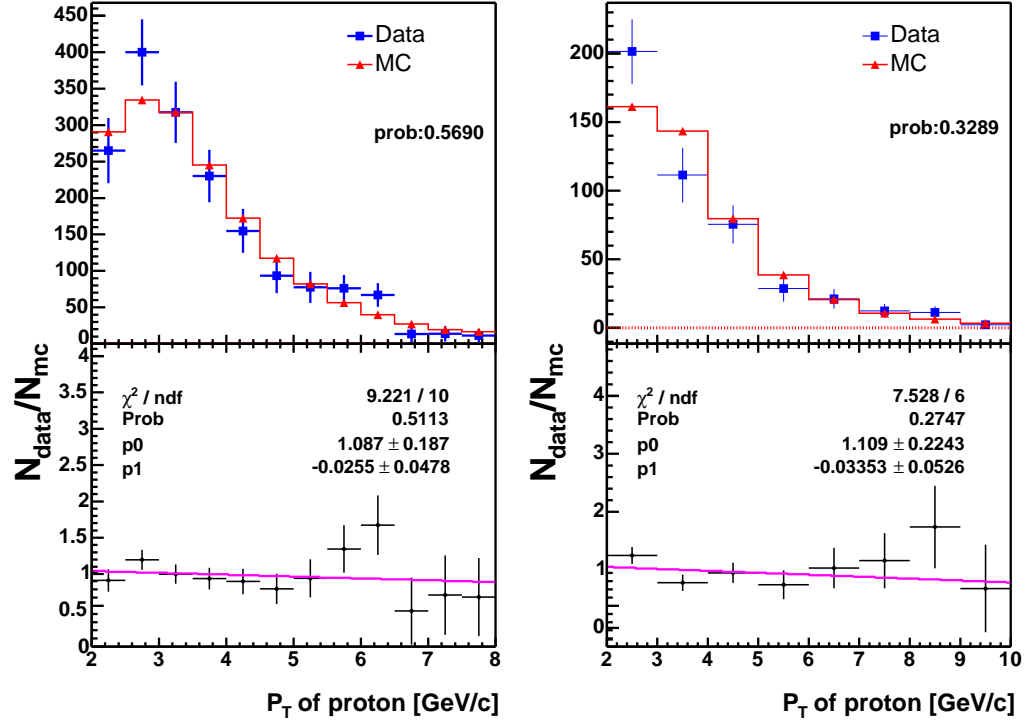 450
400
350
300
250
200
150
100
50
0
Data
MC
prob:0.5690
200
150
100
50
0
Data
MC
prob:0.3289
N_data/N_mc
4
3.5
3
2.5
2
1.5
1
0.5
0
χ² / ndf 9.221 / 10
Prob 0.5113
p0 1.087 ± 0.187
p1 -0.0255 ± 0.0478
2 3 4 5 6 7 8
P_T of proton [GeV/c]
N_data/N_mc
4
3
2
1
0
χ² / ndf 7.528 / 6
Prob 0.2747
p0 1.109 ± 0.2243
p1 -0.03353 ± 0.0526
2 3 4 5 6 7 8 9 10
P_T of proton [GeV/c]